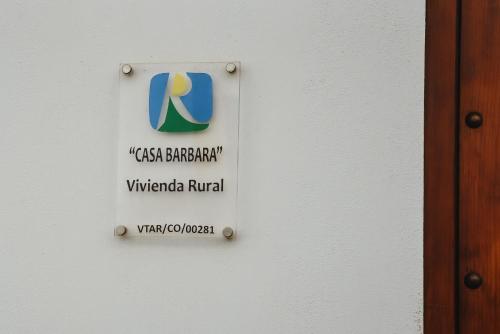 "CASA BARBARA"
Vivienda Rural
VTAR/CO/00281